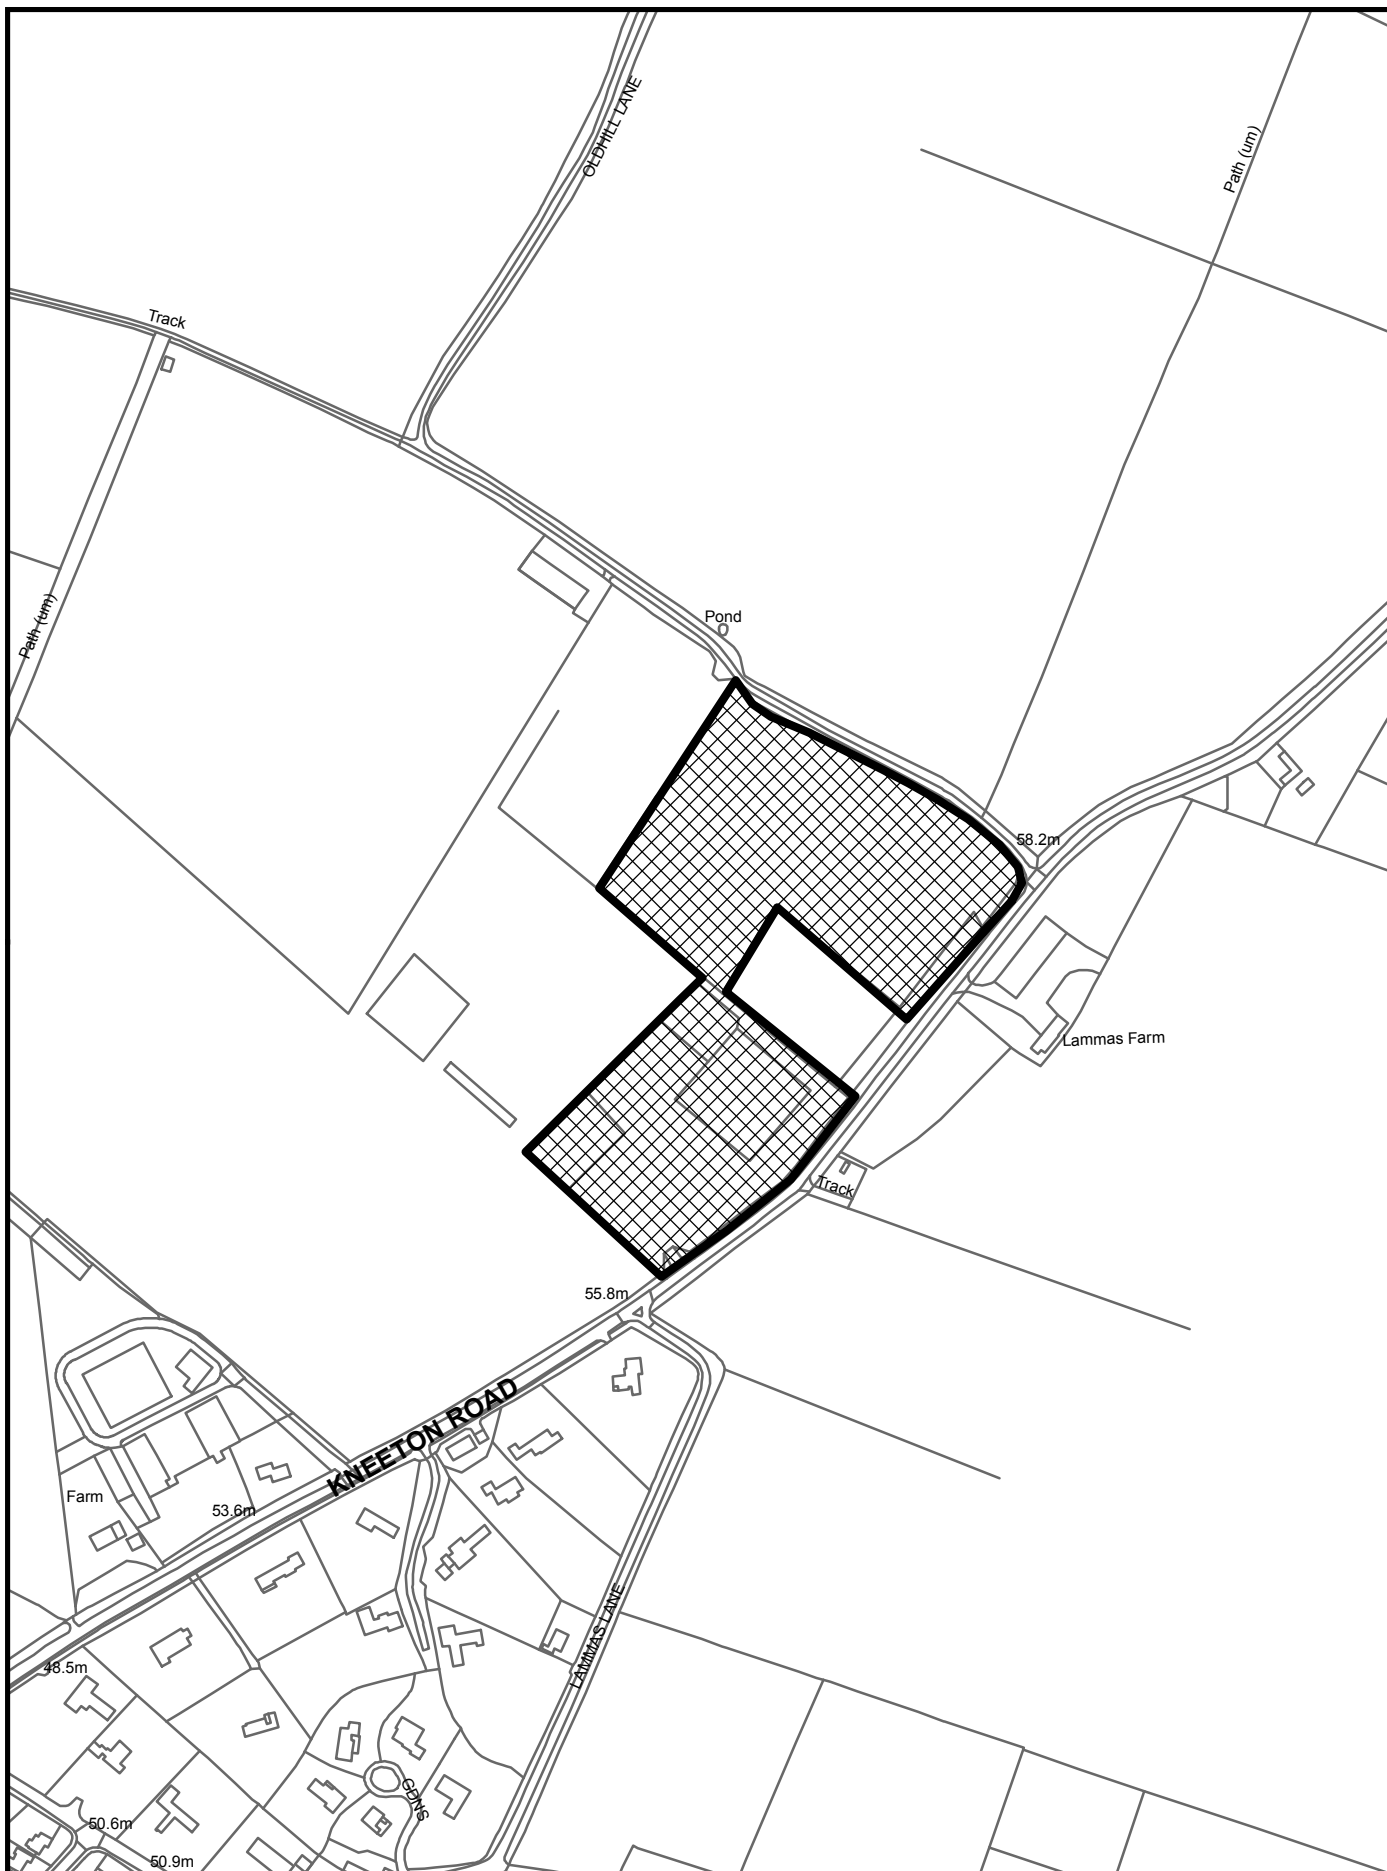 OLDHILL LANE
Path (um)
Track
Path (um)
Pond
58.2m
Lammas Farm
Track
55.8m
KNEETON ROAD
Farm
53.6m
LAMMAS LANE
48.5m
GDNS
50.6m
50.9m